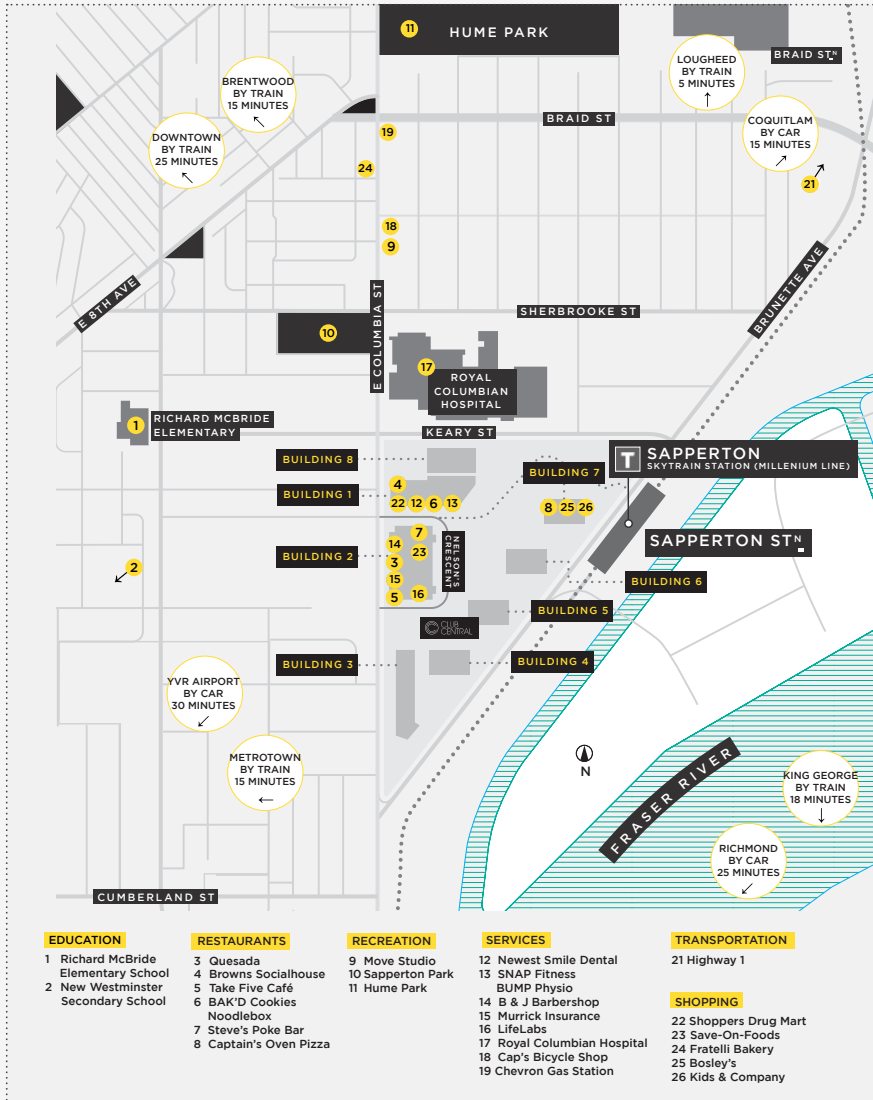 11
HUME PARK
BRAID STN
LOUGHEED
BY TRAIN
5 MINUTES
BRENTWOOD
BY TRAIN
15 MINUTES
COQUITLAM
BY CAR
15 MINUTES
BRAID ST
19
DOWNTOWN
BY TRAIN
25 MINUTES
24
21
18
9
E 8TH AVE
E COLUMBIA ST
BRUNETTE AVE
SHERBROOKE ST
10
17
ROYAL
COLUMBIAN
HOSPITAL
1
RICHARD MCBRIDE
ELEMENTARY
KEARY ST
T
SAPPERTON
SKYTRAIN STATION (MILLENIUM LINE)
BUILDING 8
BUILDING 7
4
BUILDING 1
22 12 6 13
8 25 26
7
14
23
NELSON'S
CRESCENT
SAPPERTON STN
BUILDING 2
3
2
15
16
5
BUILDING 6
BUILDING 5
CLUB
CENTRAL
BUILDING 3
BUILDING 4
YVR AIRPORT
BY CAR
30 MINUTES
METROTOWN
BY TRAIN
15 MINUTES
N
FRASER RIVER
KING GEORGE
BY TRAIN
18 MINUTES
RICHMOND
BY CAR
25 MINUTES
CUMBERLAND ST
EDUCATION
1 Richard McBride
Elementary School
2 New Westminster
Secondary School
RESTAURANTS
3 Quesada
4 Browns Socialhouse
5 Take Five Café
6 BAK'D Cookies
Noodlebox
7 Steve's Poke Bar
8 Captain's Oven Pizza
RECREATION
9 Move Studio
10 Sapperton Park
11 Hume Park
SERVICES
12 Newest Smile Dental
13 SNAP Fitness
BUMP Physio
14 B & J Barbershop
15 Murrick Insurance
16 LifeLabs
17 Royal Columbian Hospital
18 Cap's Bicycle Shop
19 Chevron Gas Station
TRANSPORTATION
21 Highway 1
SHOPPING
22 Shoppers Drug Mart
23 Save-On-Foods
24 Fratelli Bakery
25 Bosley's
26 Kids & Company